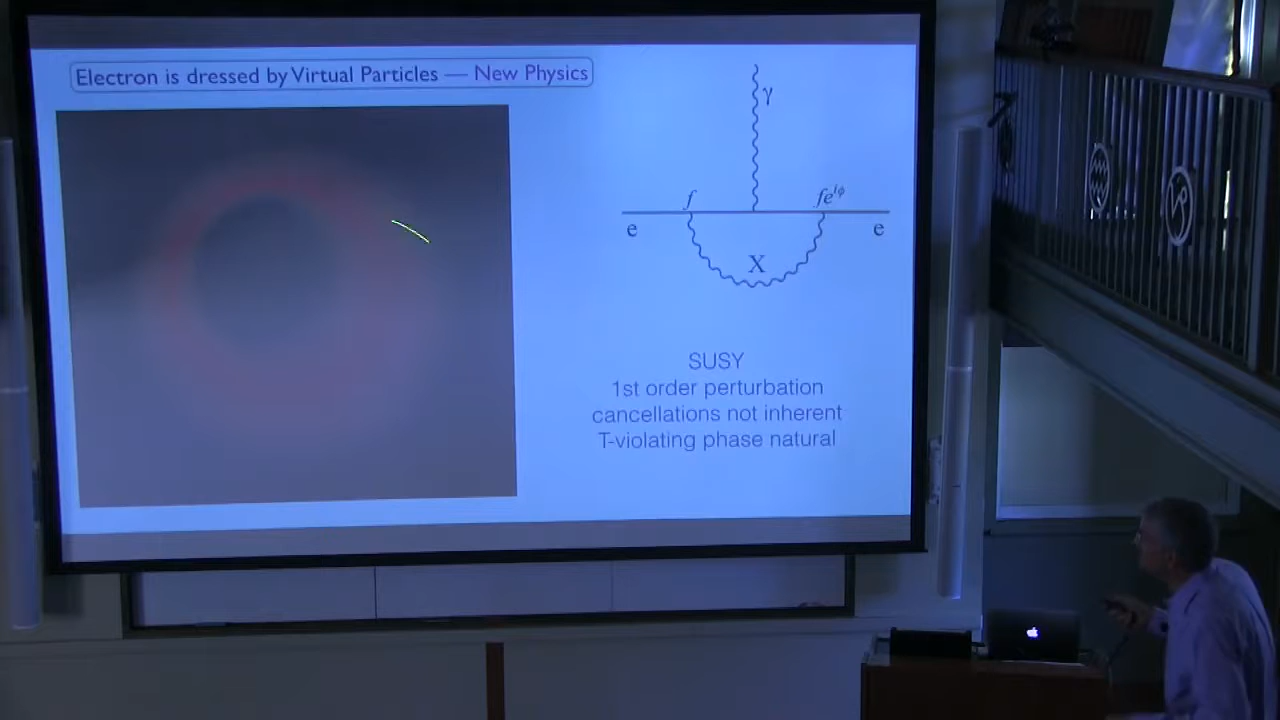 Electron is dressed by Virtual Particles — New Physics
γ
f
fe^iϕ
e
e
X
SUSY
1st order perturbation
cancellations not inherent
T-violating phase natural